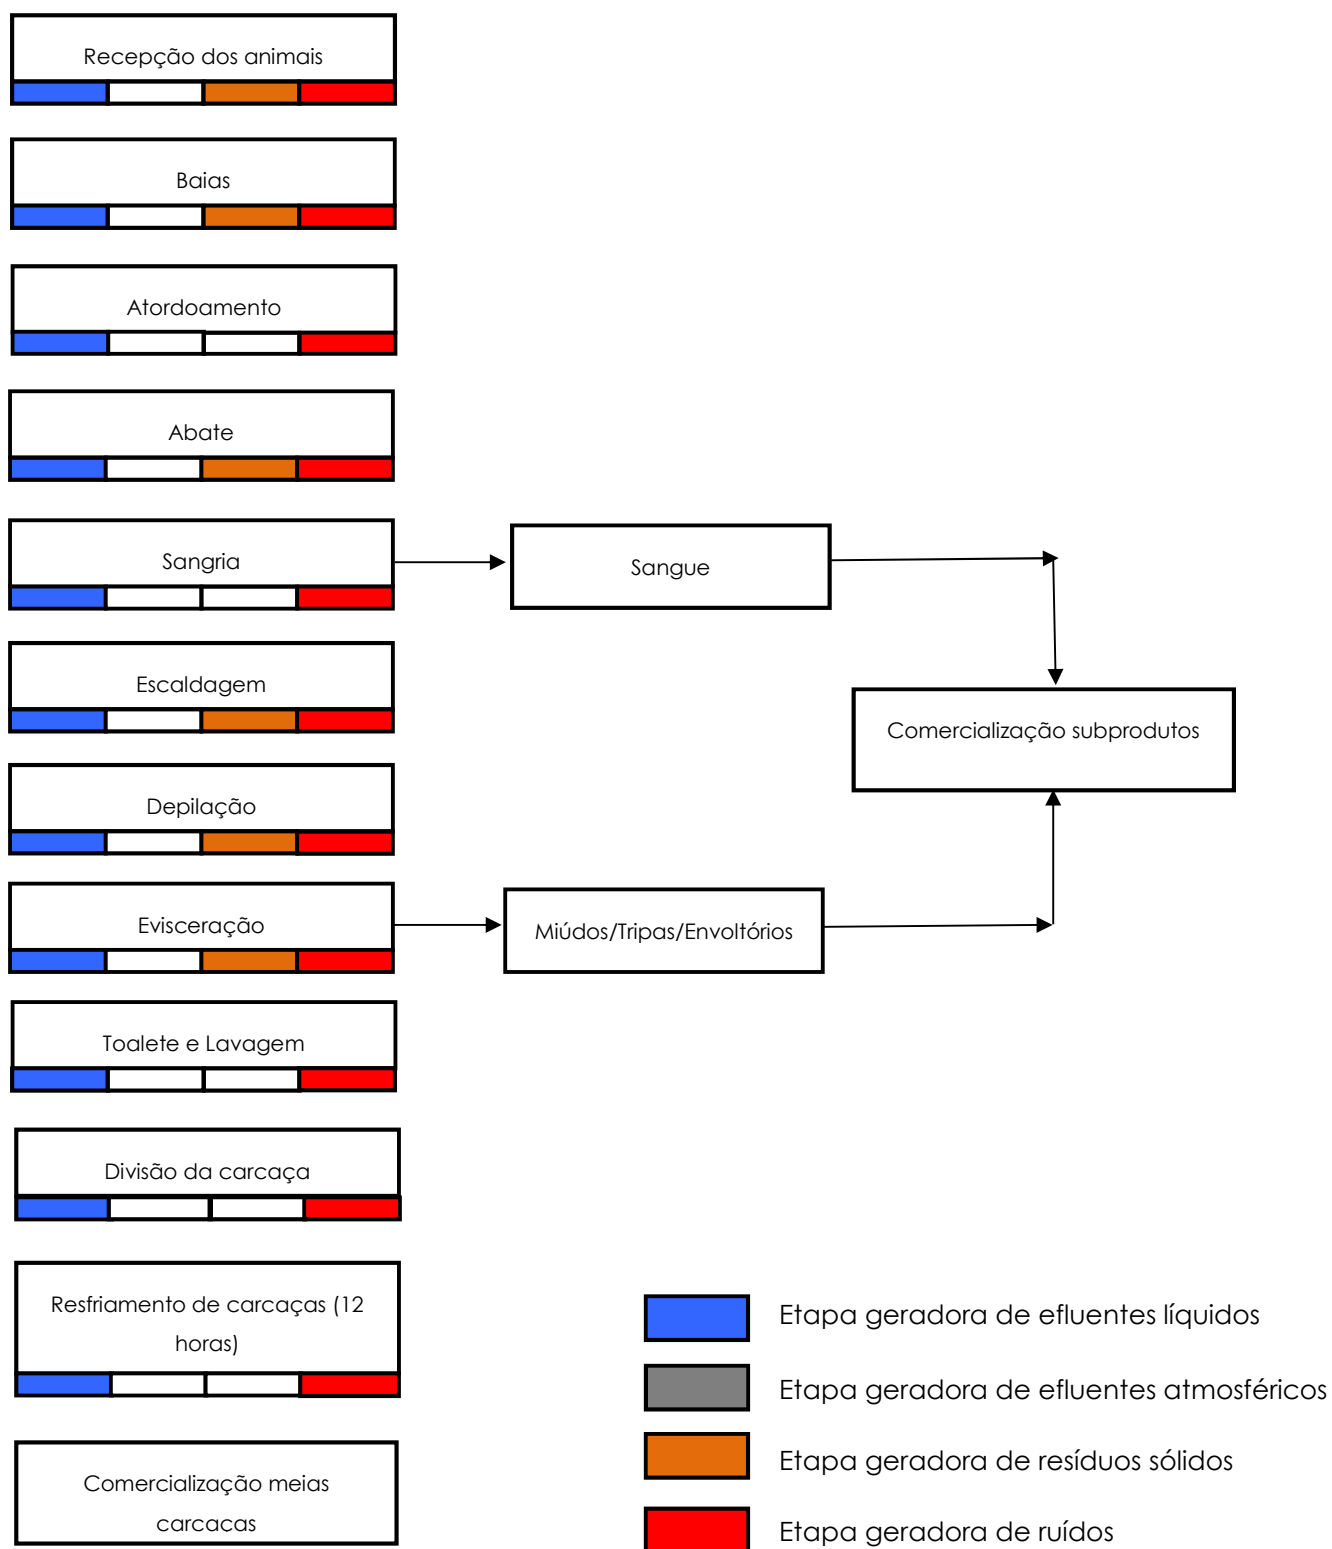 Recepção dos animais
Baias
Atordoamento
Abate
Sangria
Sangue
Escaldagem
Comercialização subprodutos
Depilação
Evisceração
Miúdos/Tripas/Envoltórios
Toalete e Lavagem
Divisão da carcaça
Resfriamento de carcaças (12
horas)
Comercialização meias
carcacas
Etapa geradora de efluentes líquidos
Etapa geradora de efluentes atmosféricos
Etapa geradora de resíduos sólidos
Etapa geradora de ruídos